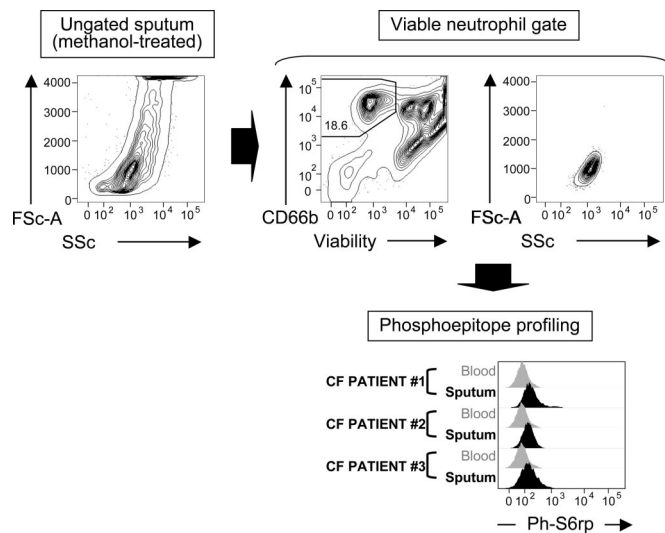 Ungated sputum
(methanol-treated)
Viable neutrophil gate
4000
3000
2000
1000
0
FSc-A
0 10² 10³ 10⁴ 10⁵
SSc
10⁵
10⁴
10³
10²
0
18.6
CD66b
0 10² 10³ 10⁴ 10⁵
Viability
4000
3000
2000
1000
0
FSc-A
0 10² 10³ 10⁴ 10⁵
SSc
Phosphoepitope profiling
CF PATIENT #1
Blood
Sputum
CF PATIENT #2
Blood
Sputum
CF PATIENT #3
Blood
Sputum
0 10² 10³ 10⁴ 10⁵
Ph-S6rp